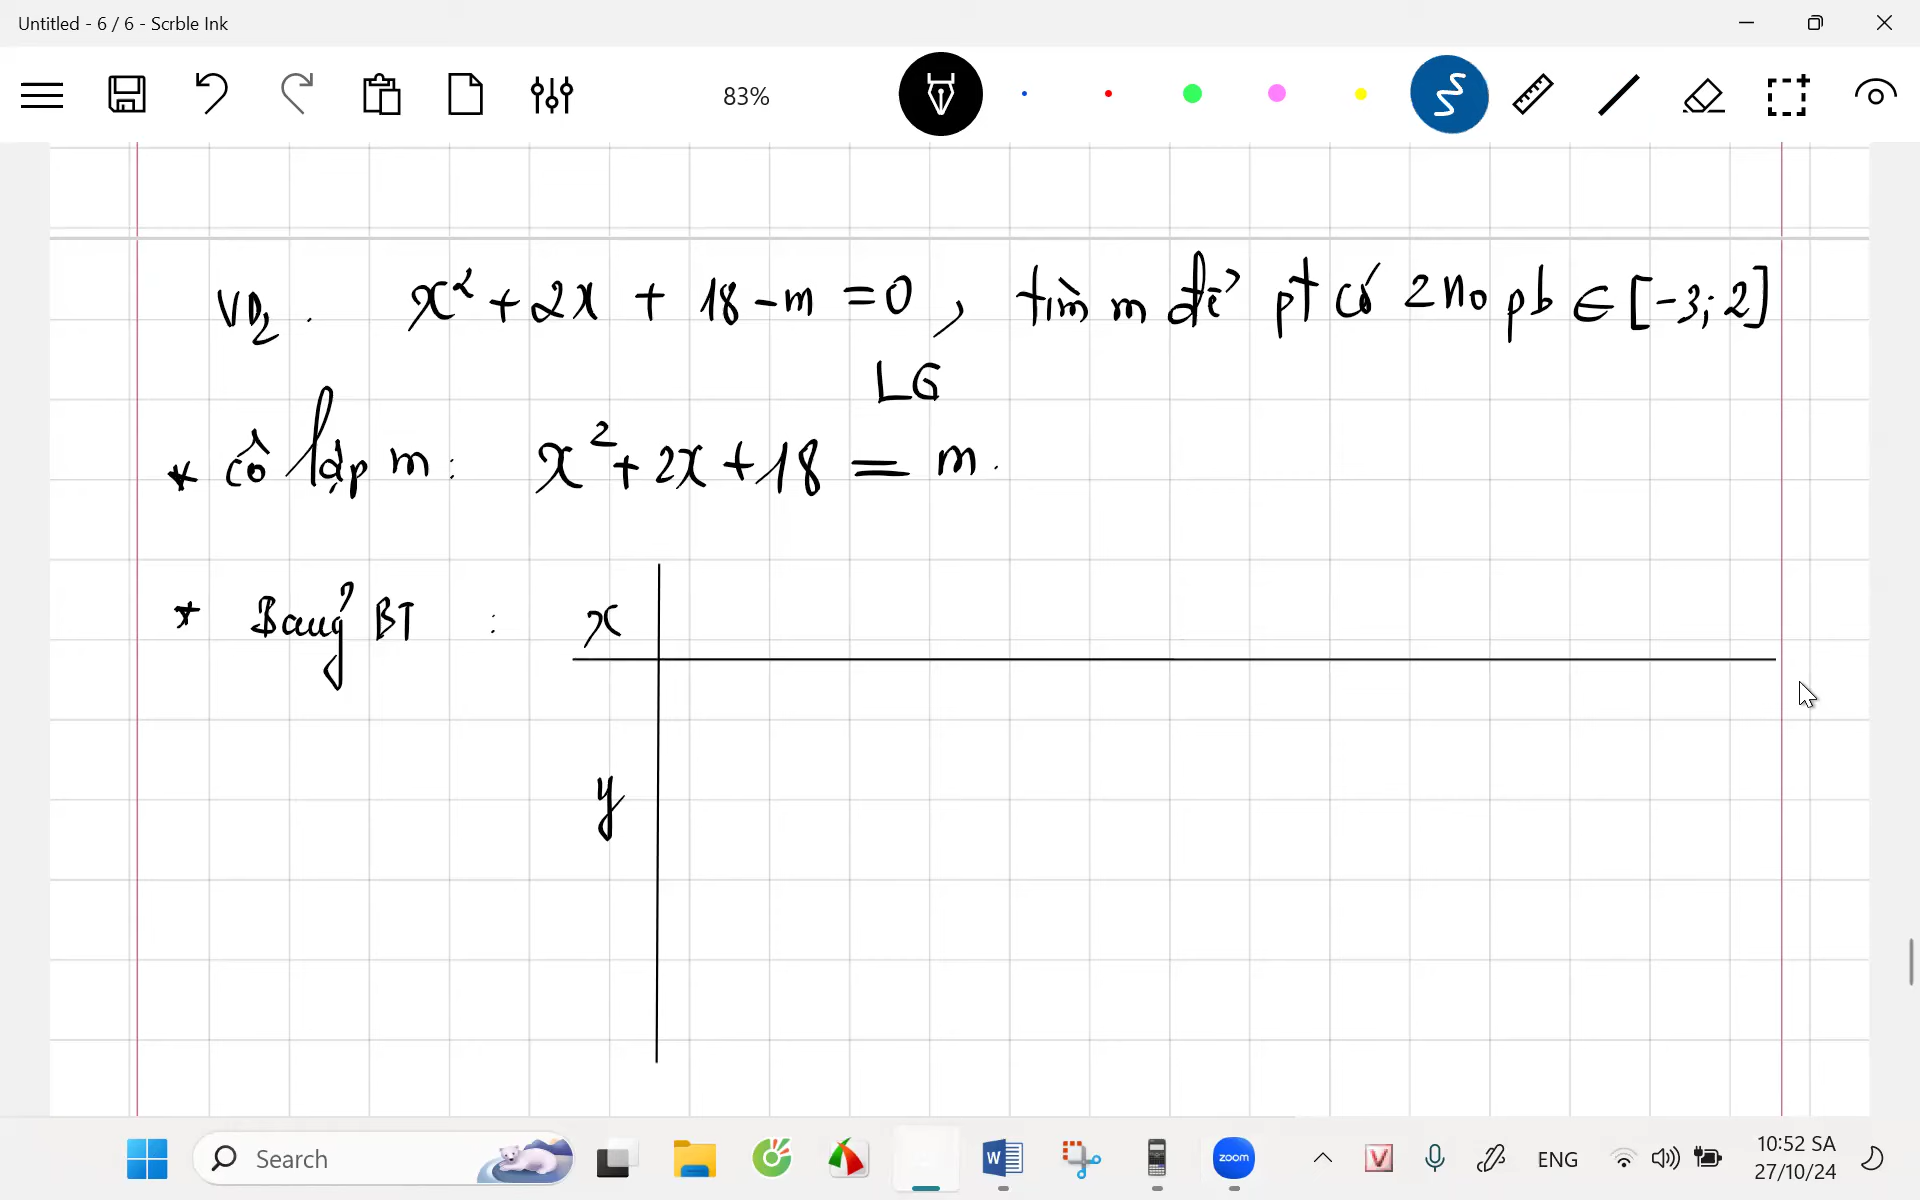 Untitled - 6 / 6 - Scrble Ink
83%
VD2. x² + 2x + 18 - m = 0, tìm m để pt có 2 no pb ∈ [-3; 2]
LG
* cô lập m: x² + 2x + 18 = m.
* Bảng BT : x
y
Search
zoom
ENG
10:52 SA
27/10/24